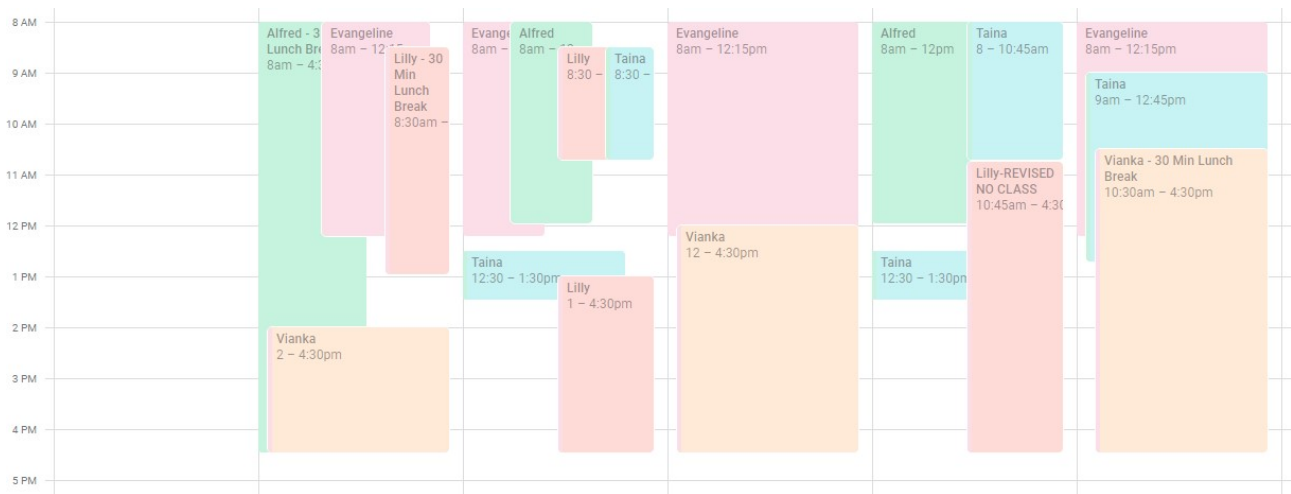 8 AM
9 AM
10 AM
11 AM
12 PM
1 PM
2 PM
3 PM
4 PM
5 PM
Alfred - 3
Lunch Bre
8am – 4:3
Evangeline
8am – 12:15
Lilly - 30
Min
Lunch
Break
8:30am –
Vianka
2 – 4:30pm
Evange
8am –
Alfred
8am – 12
Lilly
8:30 –
Taina
8:30 –
Taina
12:30 – 1:30pm
Lilly
1 – 4:30pm
Evangeline
8am – 12:15pm
Vianka
12 – 4:30pm
Alfred
8am – 12pm
Taina
8 – 10:45am
Lilly-REVISED
NO CLASS
10:45am – 4:30
Taina
12:30 – 1:30pm
Evangeline
8am – 12:15pm
Taina
9am – 12:45pm
Vianka - 30 Min Lunch
Break
10:30am – 4:30pm